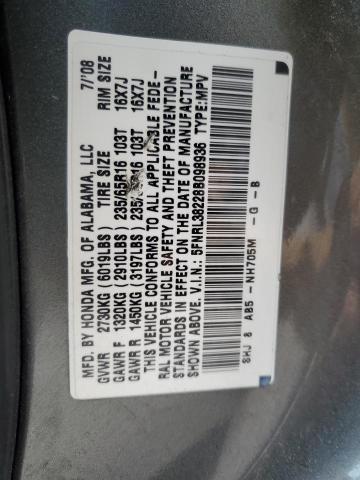 MFD. BY HONDA MFG. OF ALABAMA, LLC 7/'08
GVWR 2730KG (6019LBS) TIRE SIZE RIM SIZE
GAWR F 1320KG (2910LBS) 235/65R16 103T 16X7J
GAWR R 1450KG (3197LBS) 103T 16X7J
THIS VEHICLE CONFORMS TO ALL APPLICABLE FEDE-
RAL MOTOR VEHICLE SAFETY AND THEFT PREVENTION
STANDARDS IN EFFECT ON THE DATE OF MANUFACTURE
SHOWN ABOVE. V.I.N.: 5FNRL38228B098936 TYPE:MPV
SHJ 8 AB5-NH705M -G-B